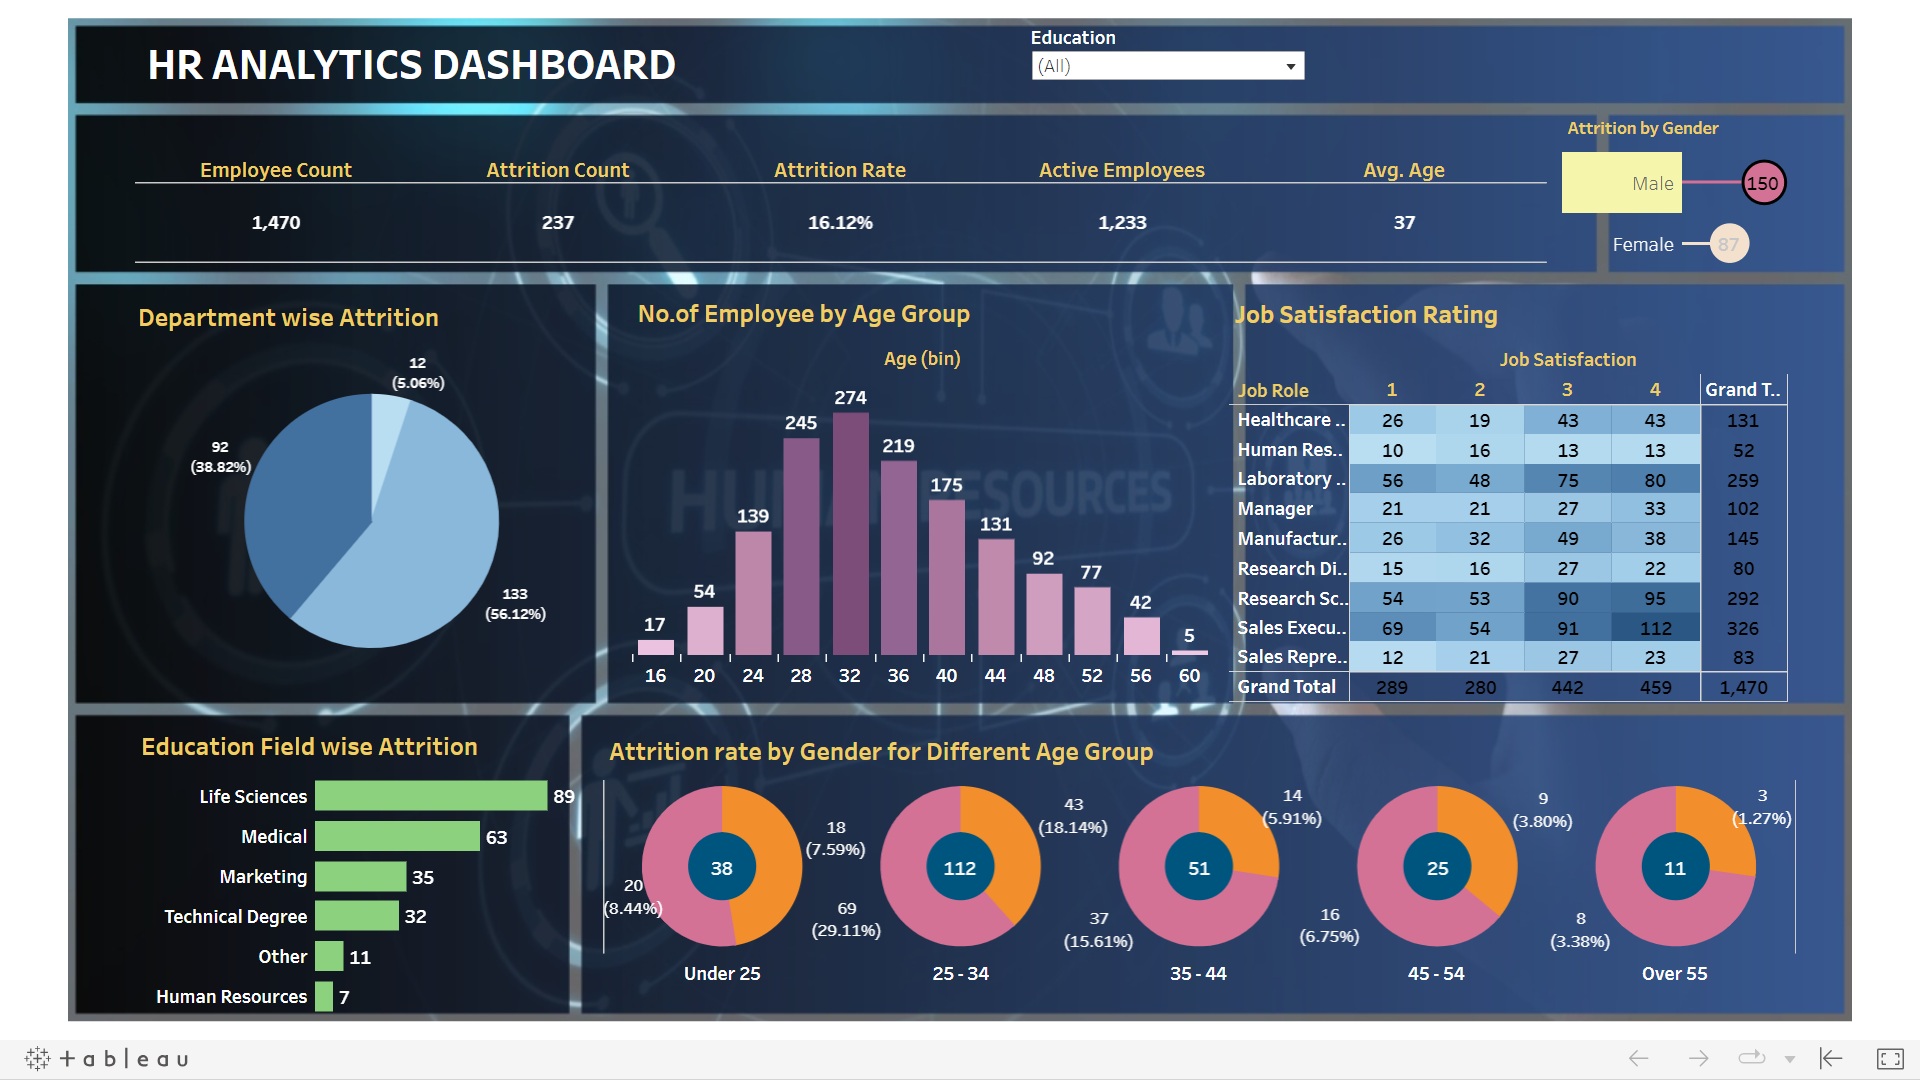 HR ANALYTICS DASHBOARD
Education
(All)
Employee Count Attrition Count Attrition Rate Active Employees Avg. Age
1,470 237 16.12% 1,233 37
Attrition by Gender
Male 150
Female 87
Department wise Attrition
12
(5.06%)
92
(38.82%)
133
(56.12%)
No.of Employee by Age Group
Age (bin)
17 54 139 245 274 219 175 131 92 77 42 5
16 20 24 28 32 36 40 44 48 52 56 60
HUMAN RESOURCES
Job Satisfaction Rating
Job Satisfaction
Job Role 1 2 3 4 Grand T..
Healthcare .. 26 19 43 43 131
Human Res.. 10 16 13 13 52
Laboratory .. 56 48 75 80 259
Manager 21 21 27 33 102
Manufactur.. 26 32 49 38 145
Research Di.. 15 16 27 22 80
Research Sc.. 54 53 90 95 292
Sales Execu.. 69 54 91 112 326
Sales Repre.. 12 21 27 23 83
Grand Total 289 280 442 459 1,470
Education Field wise Attrition
Life Sciences 89
Medical 63
Marketing 35
Technical Degree 32
Other 11
Human Resources 7
Attrition rate by Gender for Different Age Group
38
18
(7.59%)
20
(8.44%)
Under 25
112
43
(18.14%)
69
(29.11%)
25 - 34
51
14
(5.91%)
37
(15.61%)
35 - 44
25
9
(3.80%)
16
(6.75%)
45 - 54
11
3
(1.27%)
8
(3.38%)
Over 55
+ableau